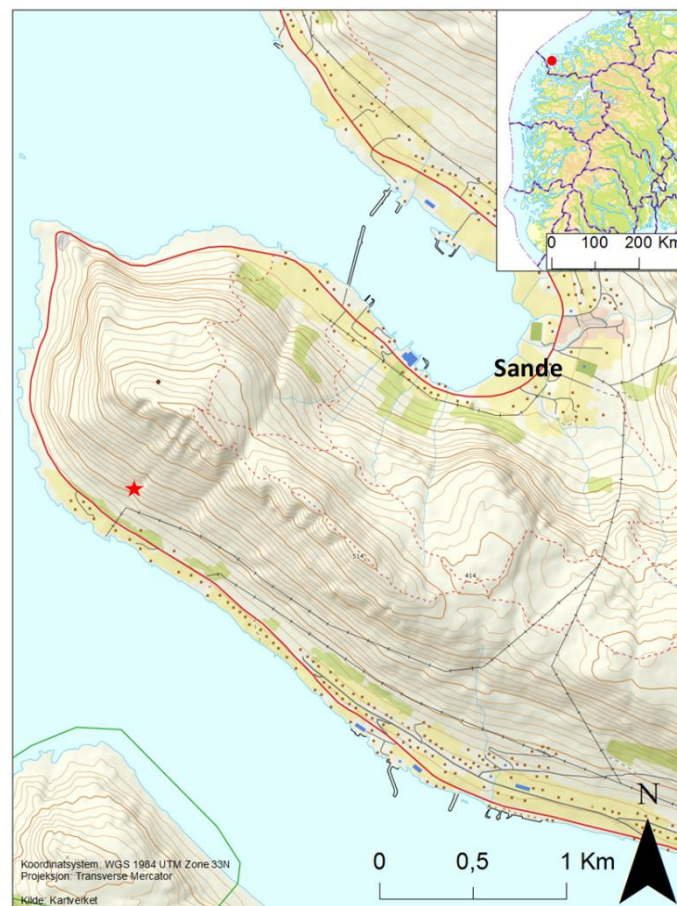 0 100 200 Km
Sande
514
414
N
Koordinatsystem: WGS 1984 UTM Zone 33N
Projeksjon: Transverse Mercator
Kilde: Kartverket
0 0,5 1 Km